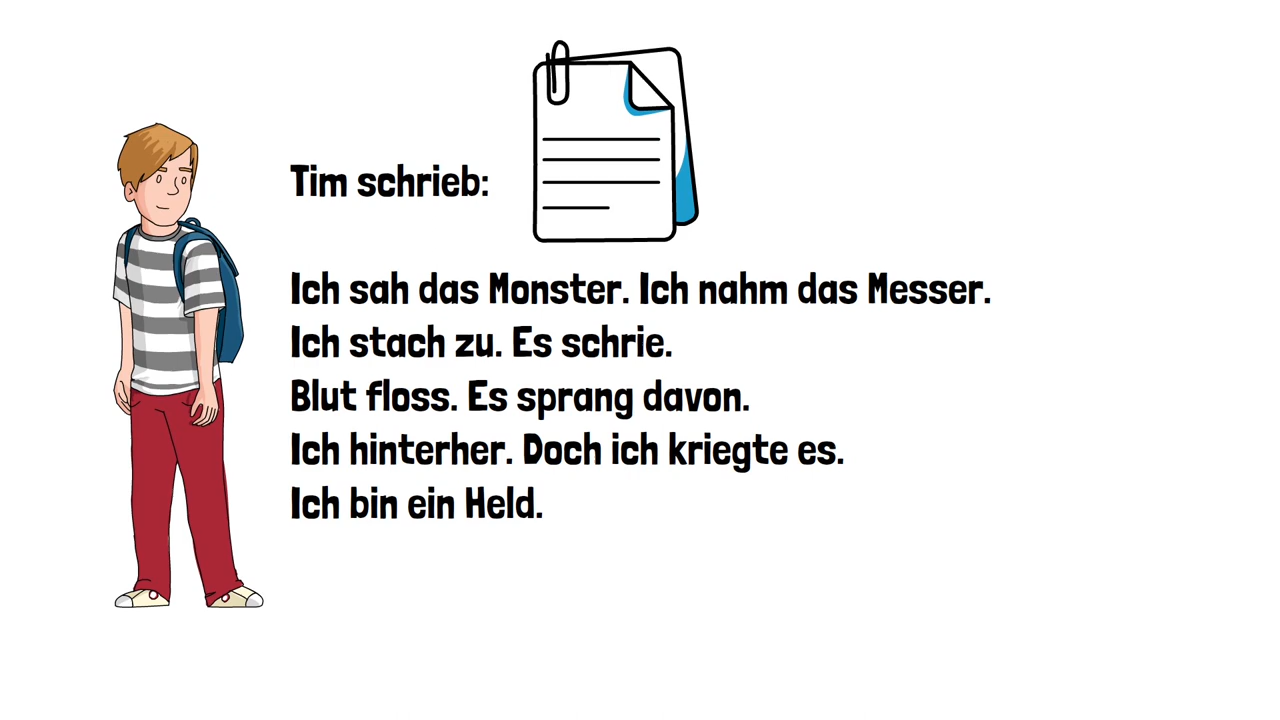 Tim schrieb:
Ich sah das Monster. Ich nahm das Messer.
Ich stach zu. Es schrie.
Blut floss. Es sprang davon.
Ich hinterher. Doch ich kriegte es.
Ich bin ein Held.